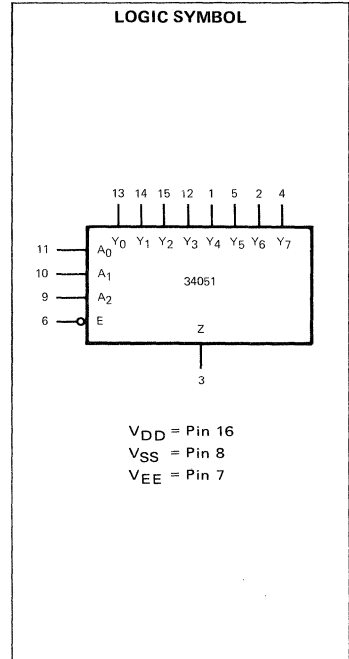 LOGIC SYMBOL
13 14 15 12 1 5 2 4
Y0 Y1 Y2 Y3 Y4 Y5 Y6 Y7
11 A0
10 A1
34051
9 A2
6 E
Z
3
VDD = Pin 16
VSS = Pin 8
VEE = Pin 7